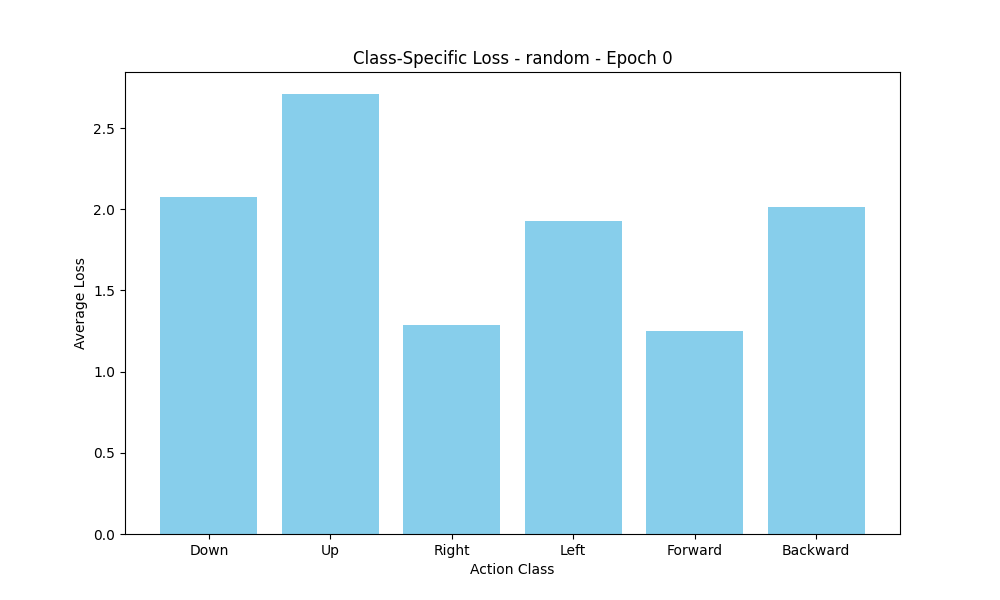 Class-Specific Loss - random - Epoch 0
Average Loss
2.5
2.0
1.5
1.0
0.5
0.0
Down Up Right Left Forward Backward
Action Class